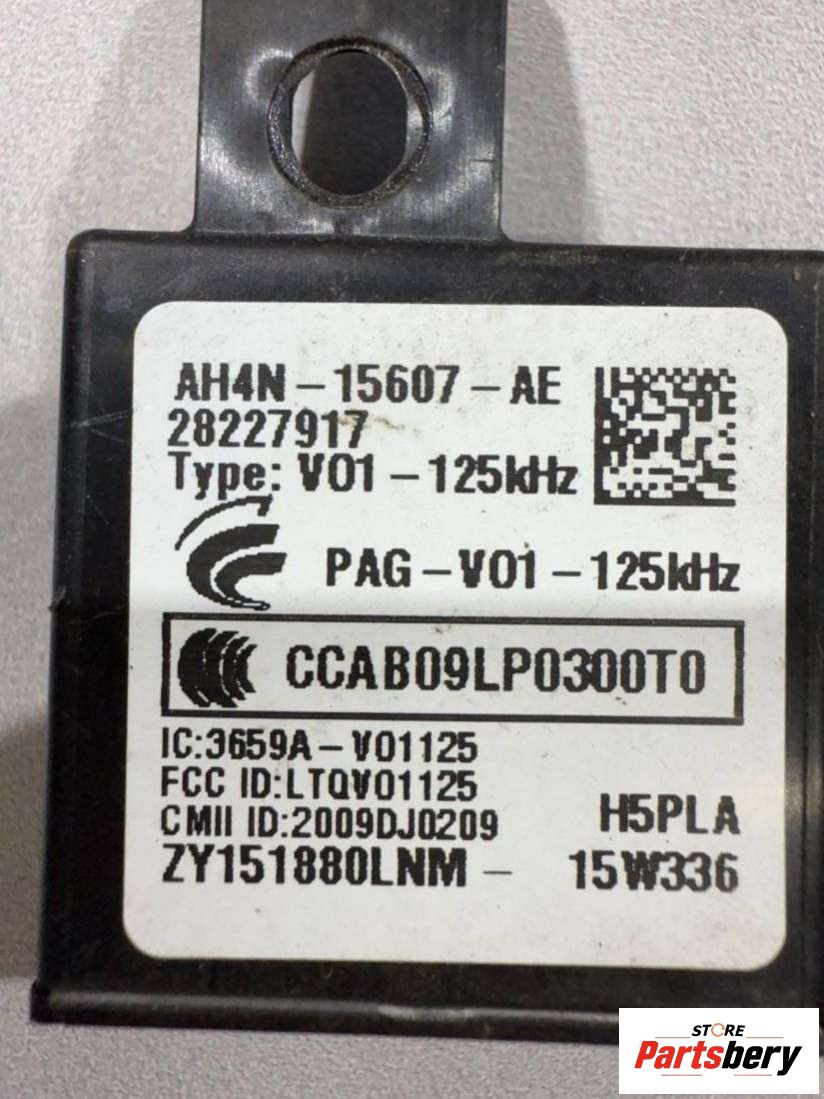 AH4N-15607-AE
28227917
Type: V01-125kHz
PAG-V01-125kHz
CCAB09LP0300T0
IC:3659A-V01125
FCC ID:LTQV01125
CMII ID:2009DJ0209
H5PLA
ZY151880LNM- 15W336
STORE
Partsbery